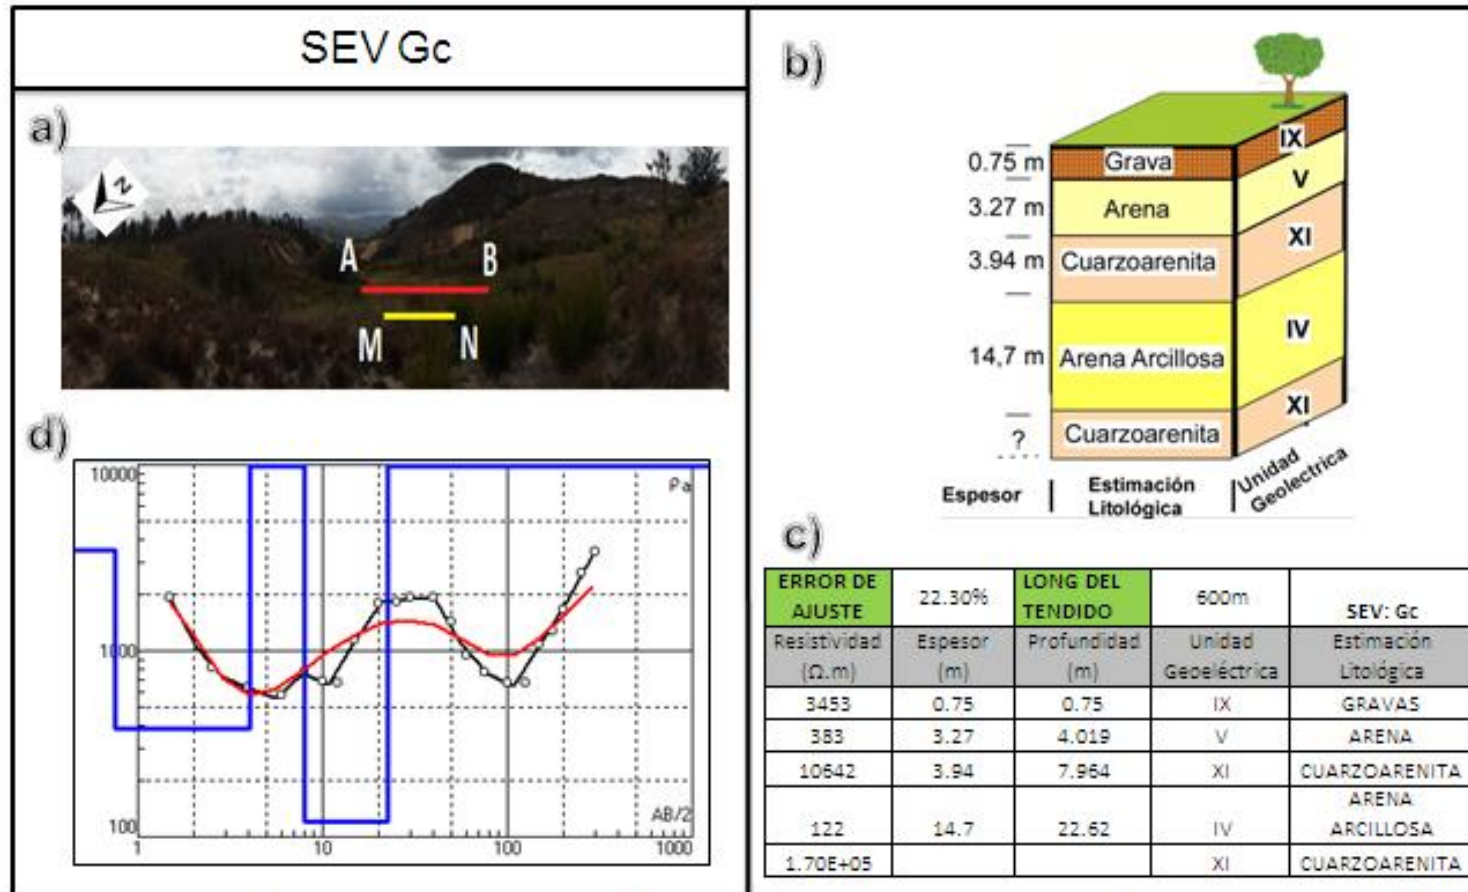 SEV Gc
a)
N
A B
M N
b)
0.75 m Grava IX
3.27 m Arena V
3.94 m Cuarzoarenita XI
14,7 m Arena Arcillosa IV
? Cuarzoarenita XI
Espesor Estimación Litológica Unidad Geolectrica
c)
ERROR DE AJUSTE 22.30% LONG DEL TENDIDO 600m SEV: Gc
Resistividad (Ω.m) Espesor (m) Profundidad (m) Unidad Geoeléctrica Estimación Litológica
3453 0.75 0.75 IX GRAVAS
383 3.27 4.019 V ARENA
10642 3.94 7.964 XI CUARZOARENITA
122 14.7 22.62 IV ARENA ARCILLOSA
1.70E+05 XI CUARZOARENITA
d)
10000
ρa
1000
100
AB/2
1 10 100 1000